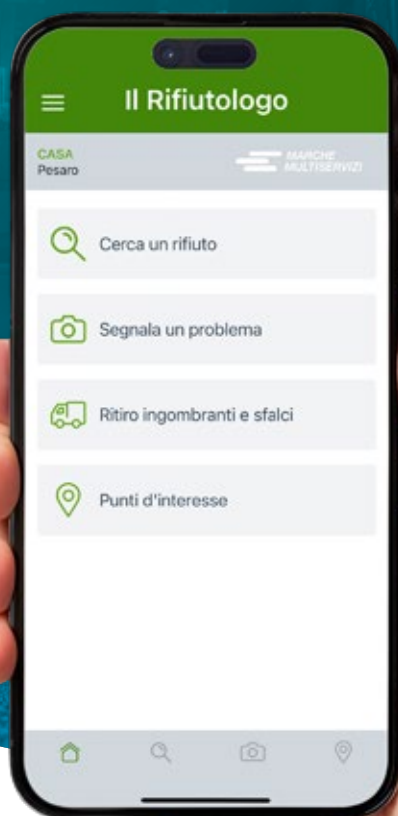 Il Rifiutologo
CASA
Pesaro
MARCHE
MULTISERVIZI
Cerca un rifiuto
Segnala un problema
Ritiro ingombranti e sfalci
Punti d'interesse